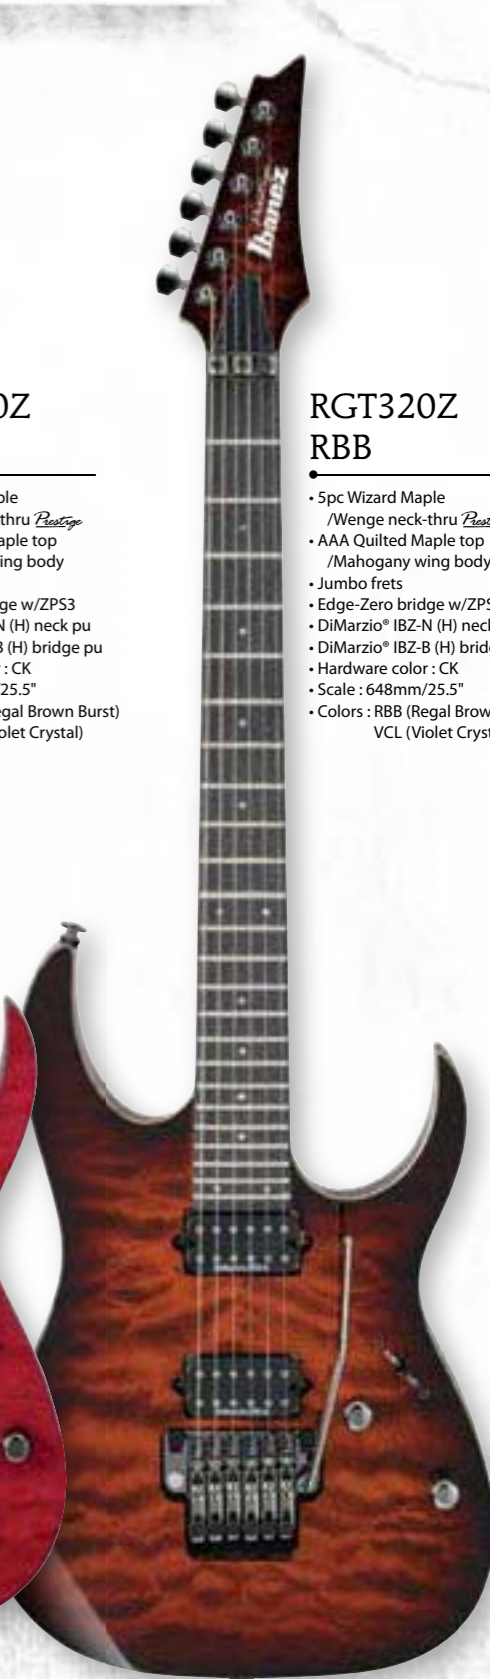 Ibanez
0Z
ple
-thru Prestige
aple top
ing body
ge w/ZPS3
N (H) neck pu
B (H) bridge pu
: CK
/25.5"
egal Brown Burst)
olet Crystal)
RGT320Z
RBB
• 5pc Wizard Maple
/Wenge neck-thru Prest
• AAA Quilted Maple top
/Mahogany wing body
• Jumbo frets
• Edge-Zero bridge w/ZPS
• DiMarzio® IBZ-N (H) neck
• DiMarzio® IBZ-B (H) bridg
• Hardware color : CK
• Scale : 648mm/25.5"
• Colors : RBB (Regal Brow
VCL (Violet Cryst